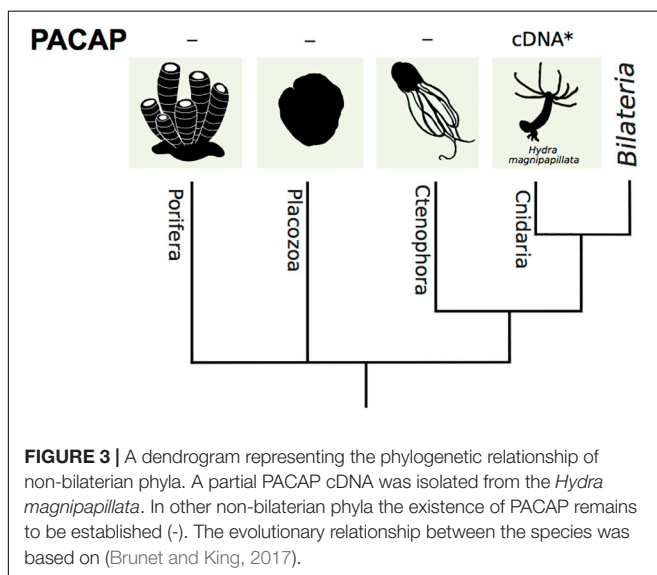 PACAP - - - cDNA*
Hydra
magnipapillata
Bilateria
Porifera
Placozoa
Ctenophora
Cnidaria
FIGURE 3 | A dendrogram representing the phylogenetic relationship of
non-bilaterian phyla. A partial PACAP cDNA was isolated from the Hydra
magnipapillata. In other non-bilaterian phyla the existence of PACAP remains
to be established (-). The evolutionary relationship between the species was
based on (Brunet and King, 2017).